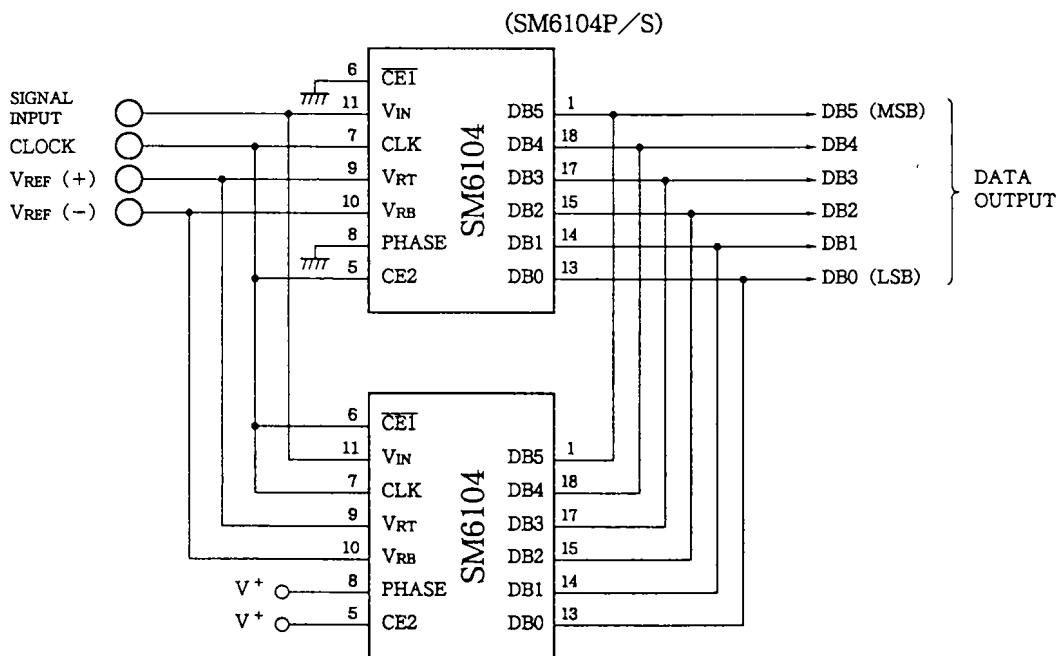 (SM6104P／S)
SIGNAL
INPUT
CLOCK
VREF (+)
VREF (−)
6 CE1
11 VIN
7 CLK
9 VRT
10 VRB
8 PHASE
5 CE2
SM6104
DB5 1
DB4 18
DB3 17
DB2 15
DB1 14
DB0 13
DB5 (MSB)
DB4
DB3
DB2
DB1
DB0 (LSB)
DATA
OUTPUT
6 CE1
11 VIN
7 CLK
9 VRT
10 VRB
V+ 8 PHASE
V+ 5 CE2
SM6104
DB5 1
DB4 18
DB3 17
DB2 15
DB1 14
DB0 13